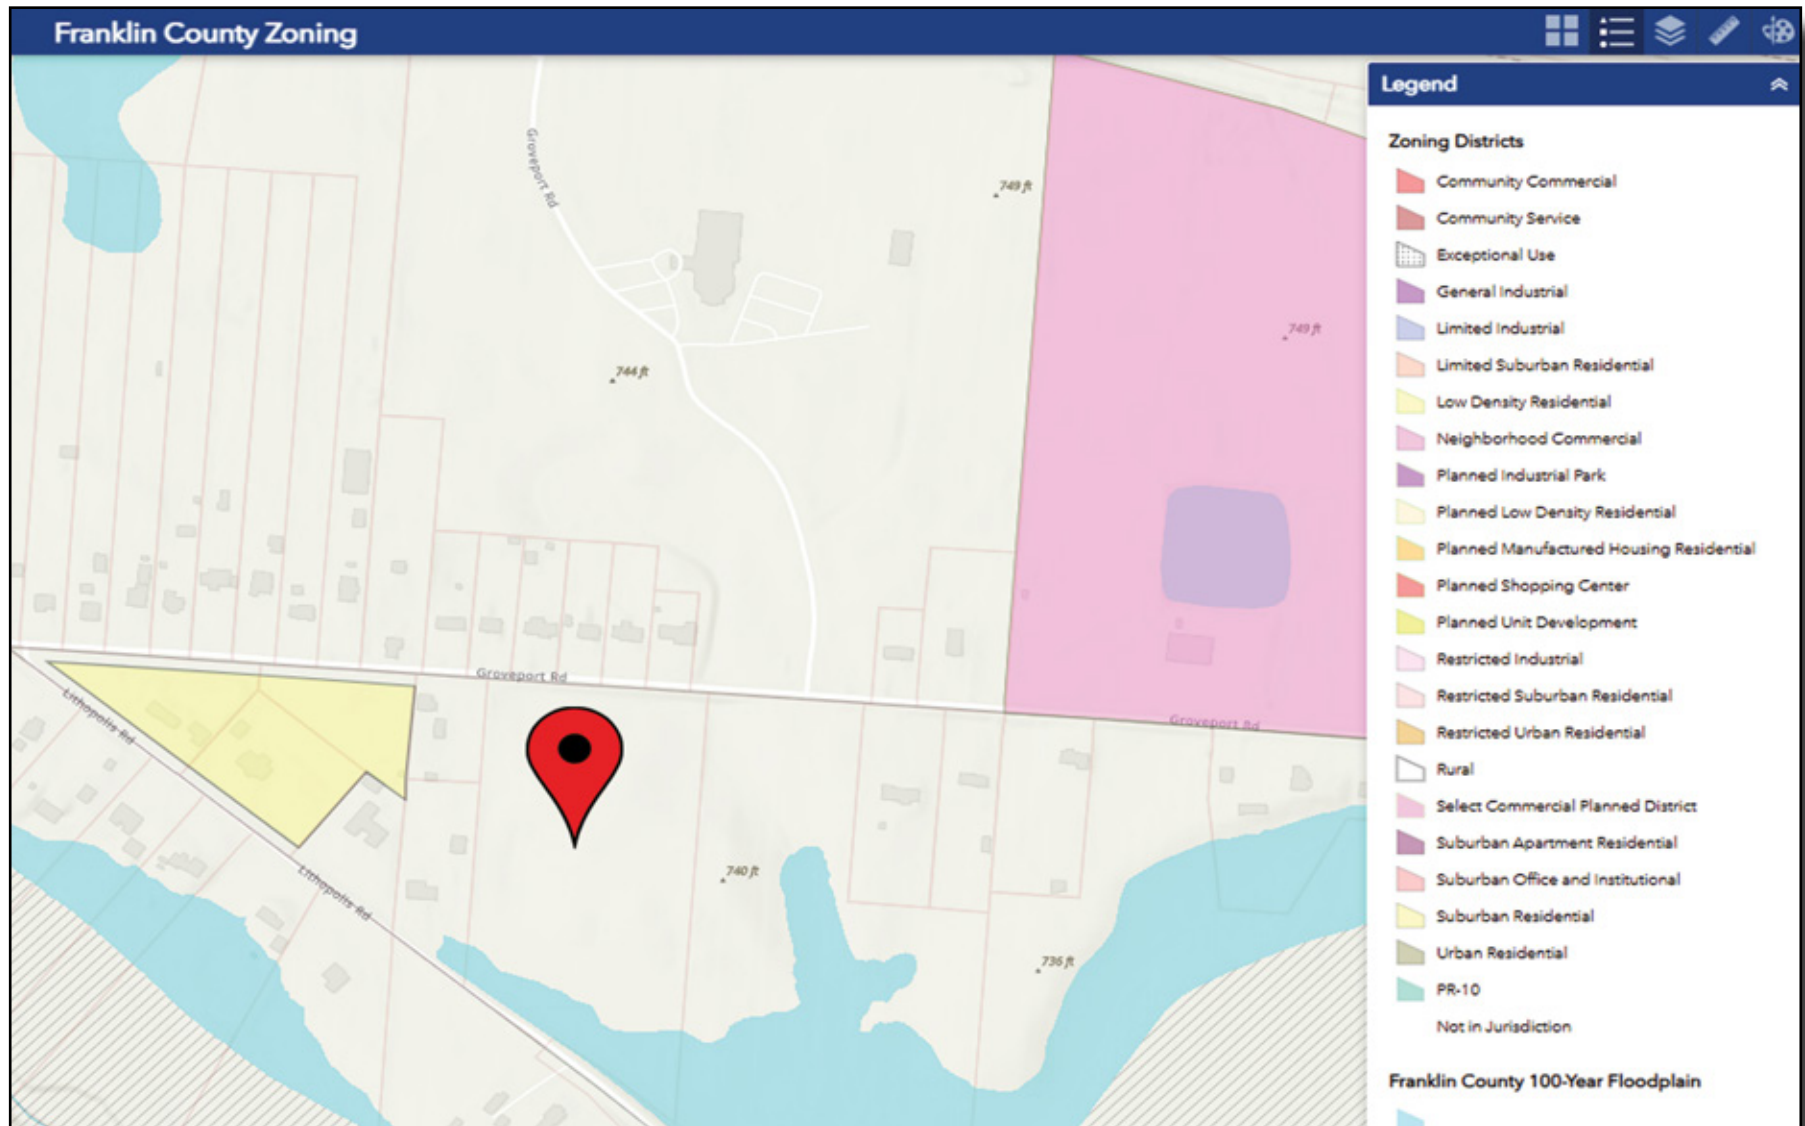 Franklin County Zoning
Legend
Zoning Districts
Community Commercial
Community Service
Exceptional Use
General Industrial
Limited Industrial
Limited Suburban Residential
Low Density Residential
Neighborhood Commercial
Planned Industrial Park
Planned Low Density Residential
Planned Manufactured Housing Residential
Planned Shopping Center
Planned Unit Development
Restricted Industrial
Restricted Suburban Residential
Restricted Urban Residential
Rural
Select Commercial Planned District
Suburban Apartment Residential
Suburban Office and Institutional
Suburban Residential
Urban Residential
PR-10
Not in Jurisdiction
Franklin County 100-Year Floodplain
Groveport Rd
749 ft
749 ft
744 ft
Groveport Rd
Lithopolis Rd
Groveport Rd
740 ft
Lithopolis Rd
736 ft